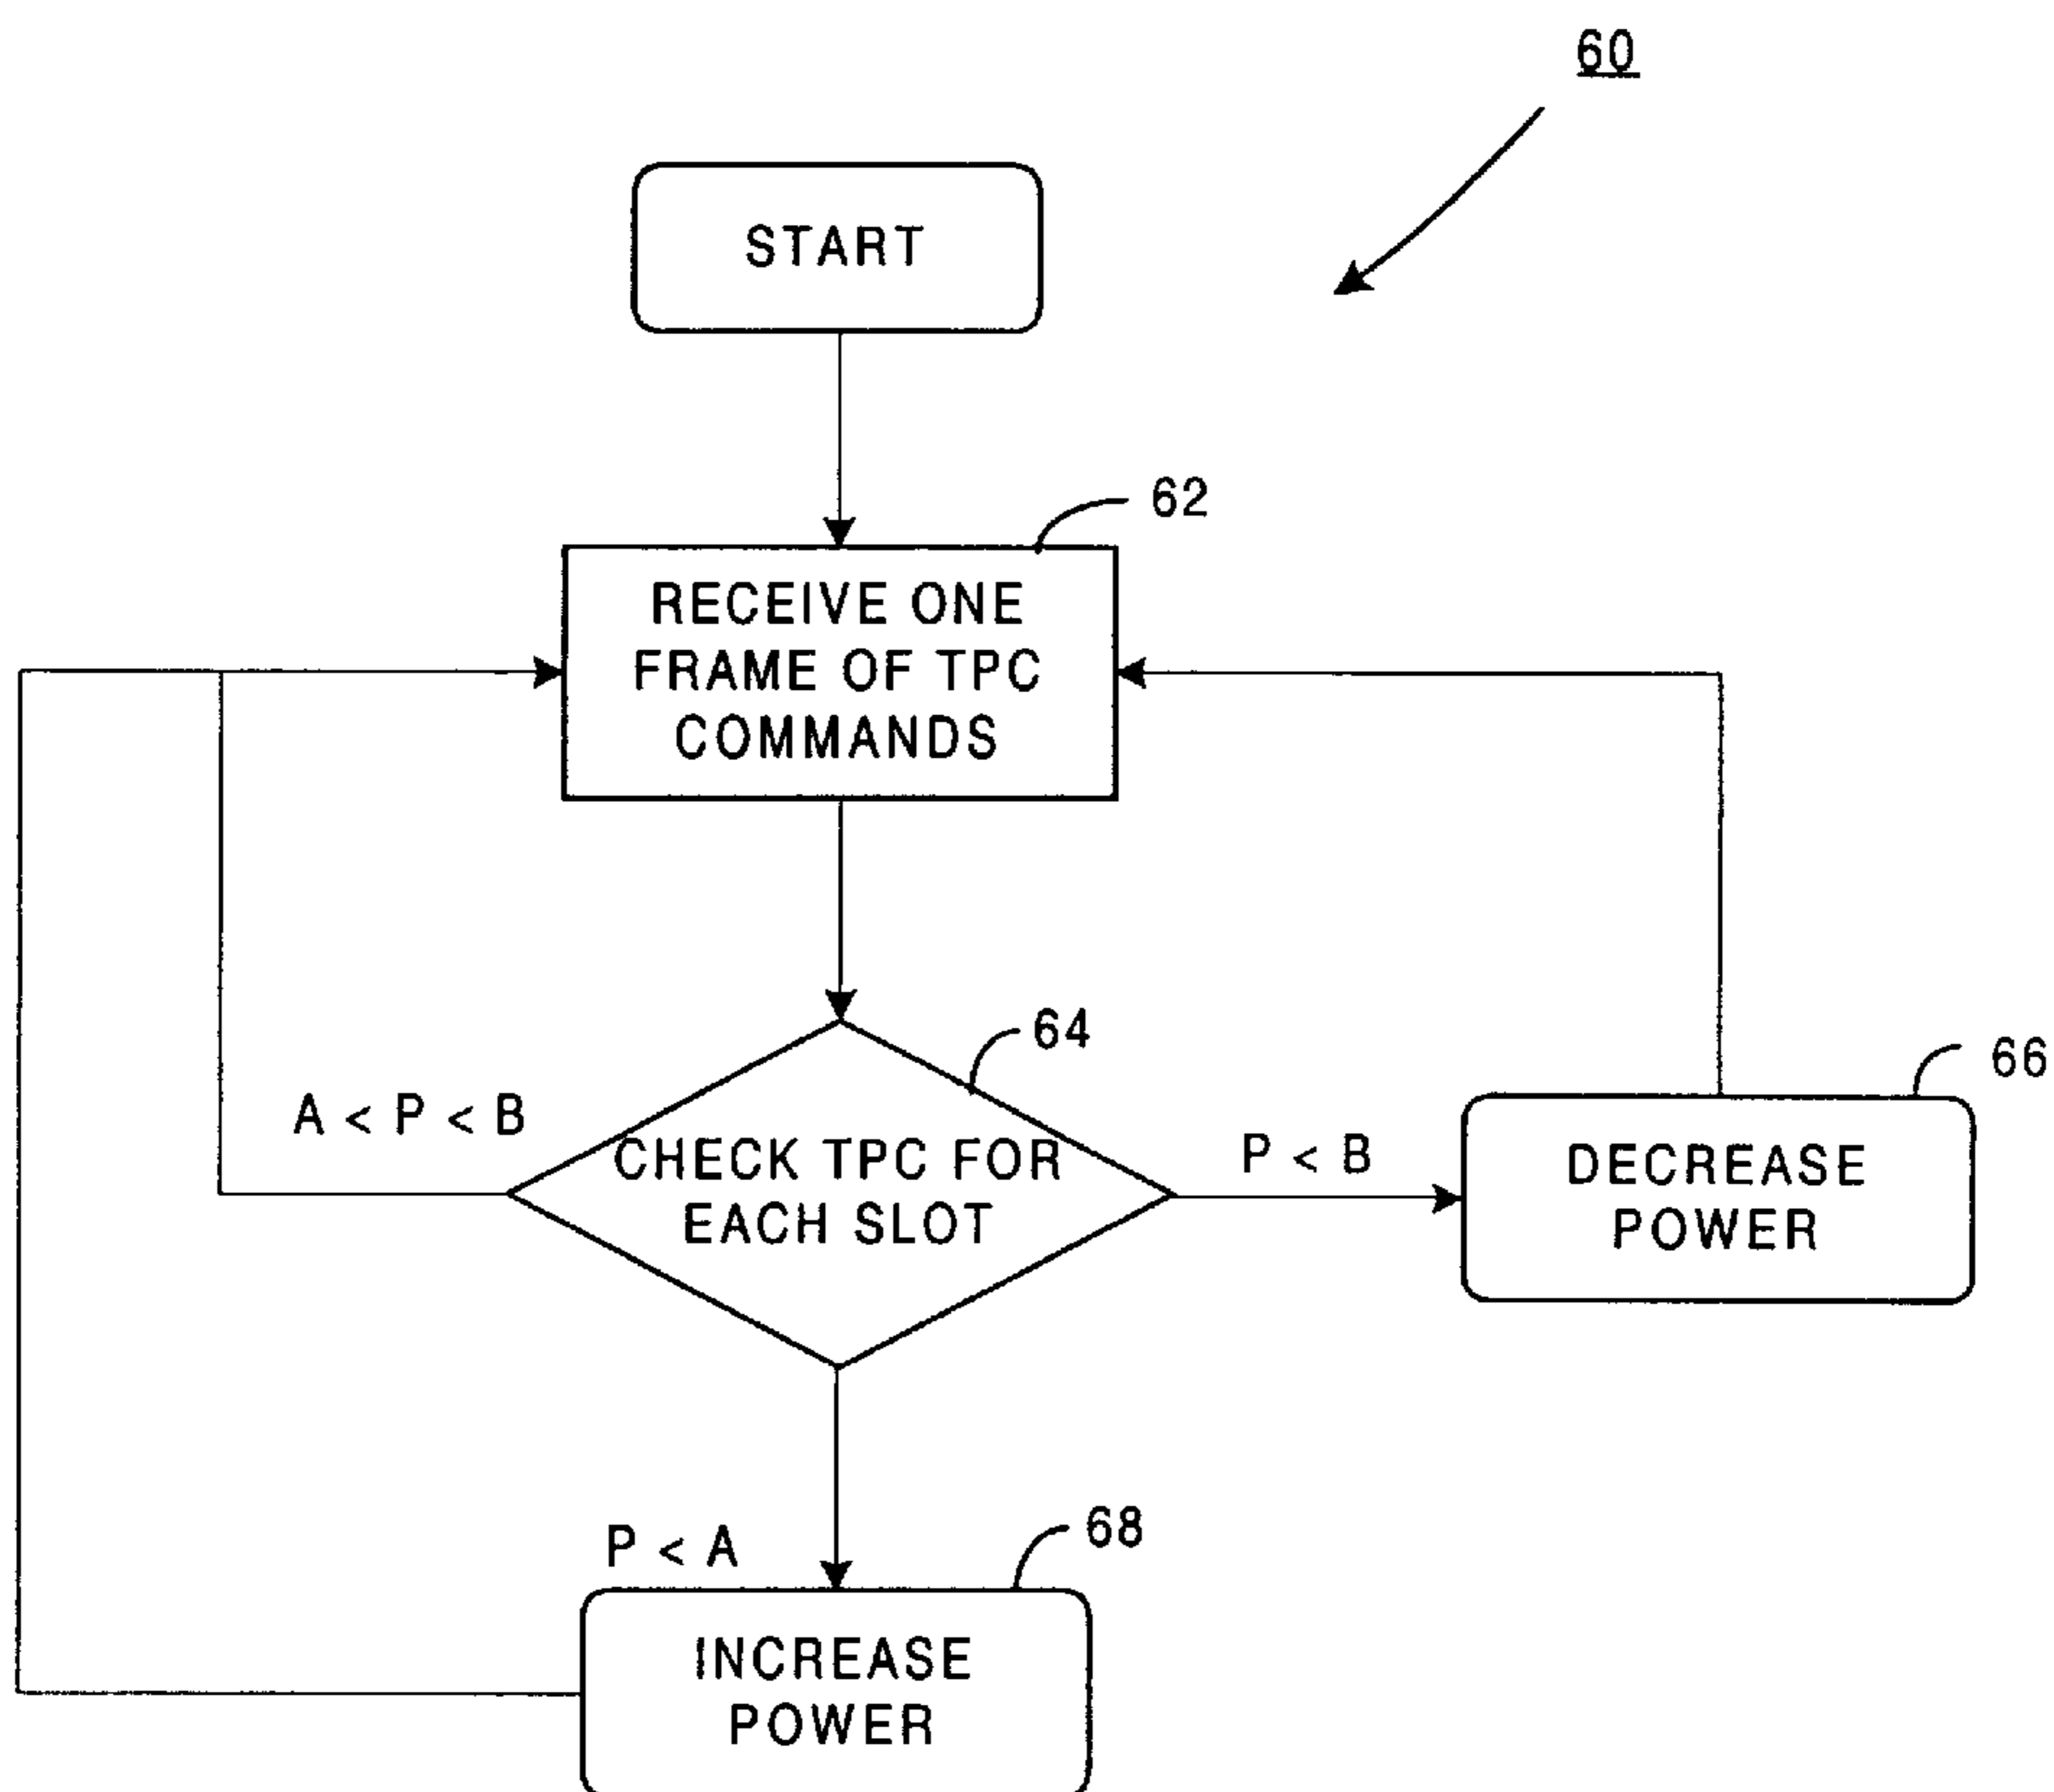 60
START
62
RECEIVE ONE
FRAME OF TPC
COMMANDS
64
66
A < P < B
CHECK TPC FOR
EACH SLOT
P < B
DECREASE
POWER
P < A
68
INCREASE
POWER